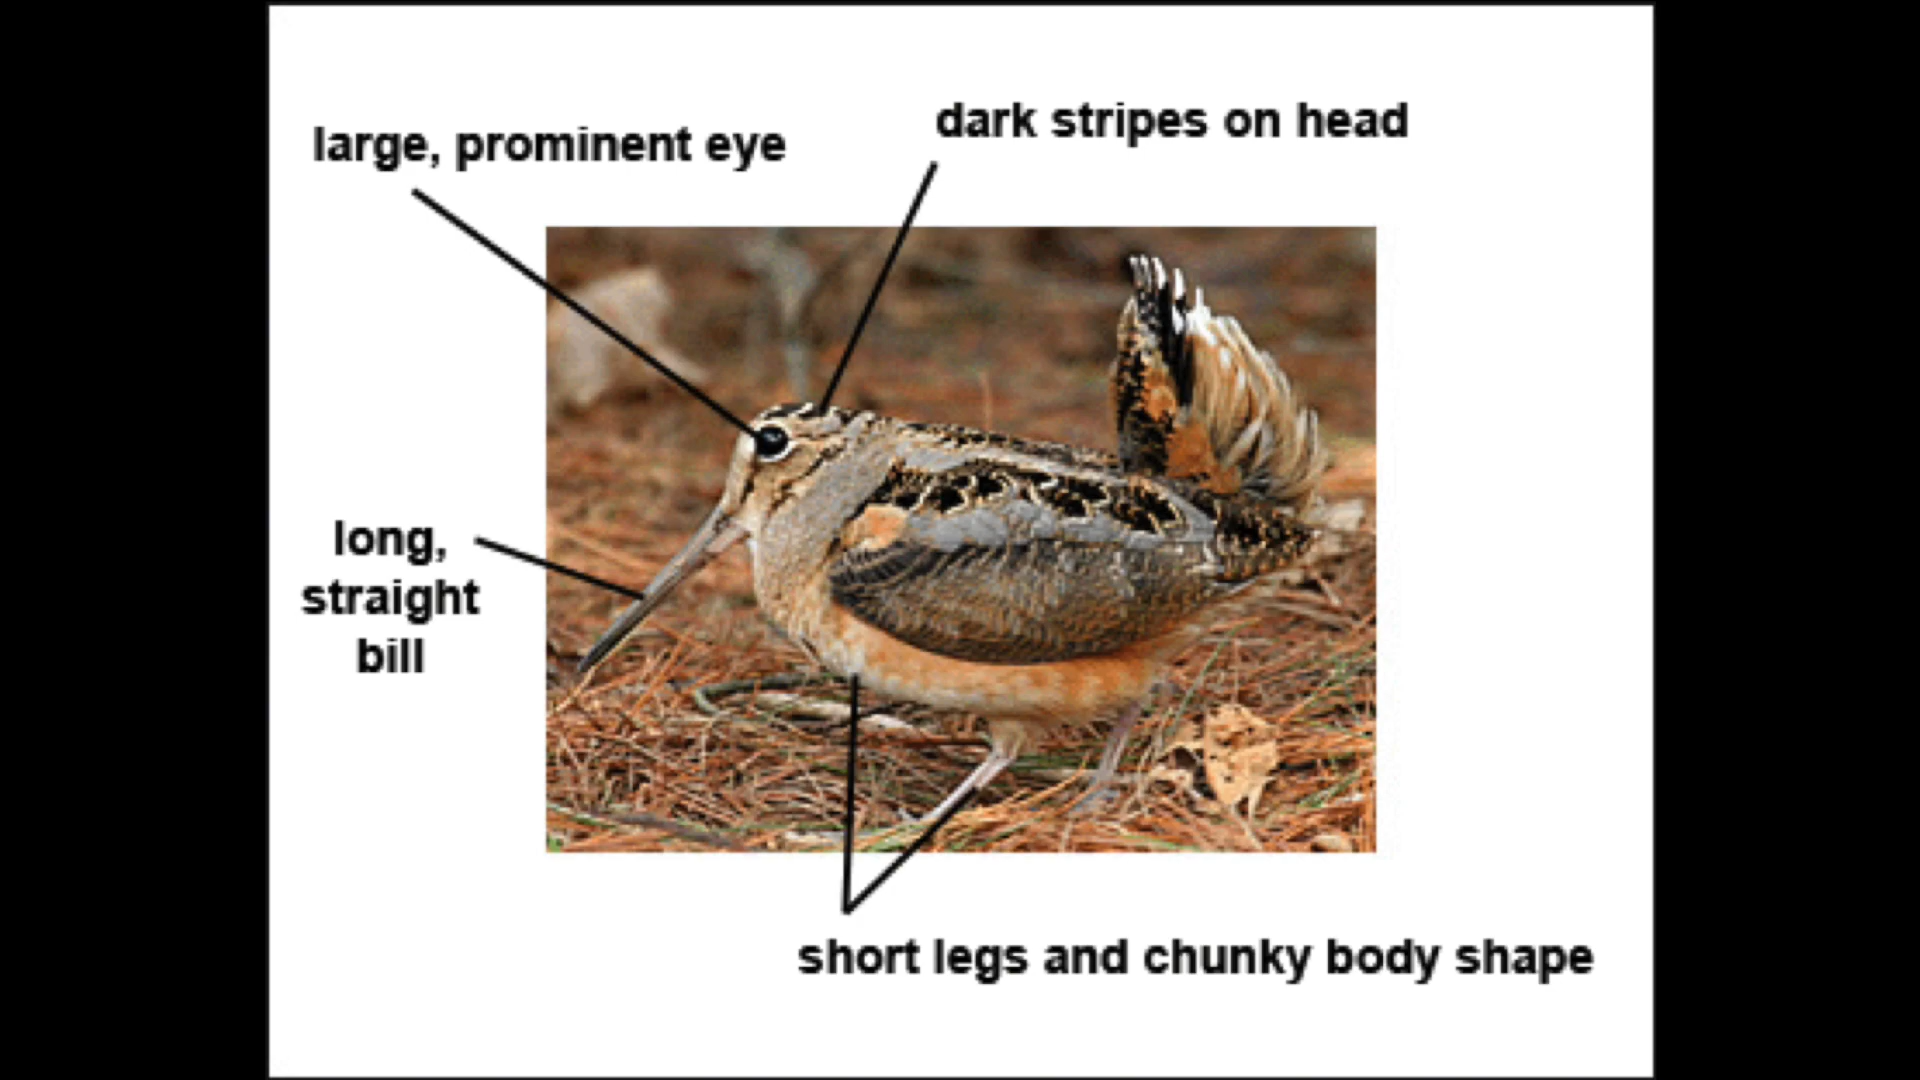 large, prominent eye
dark stripes on head
long,
straight
bill
short legs and chunky body shape